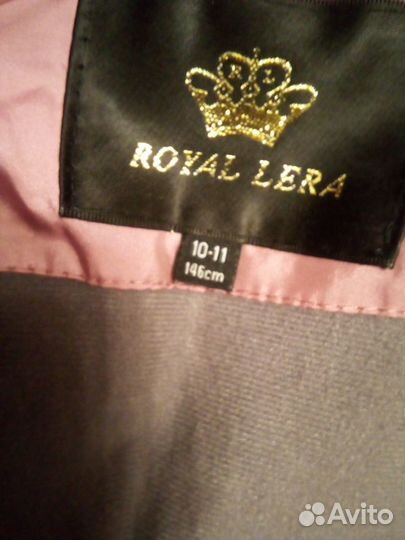 R L
ROYAL LERA
10-11
146cm
Avito